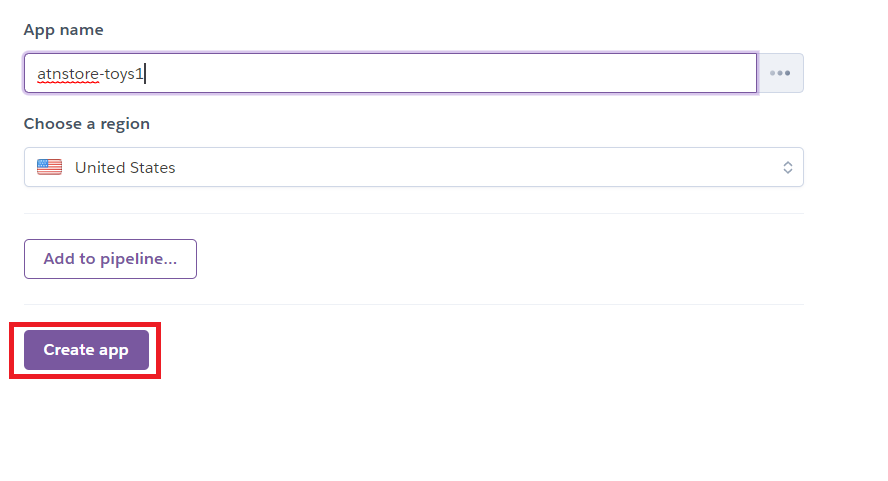 App name
atnstore-toys1
Choose a region
United States
Add to pipeline...
Create app